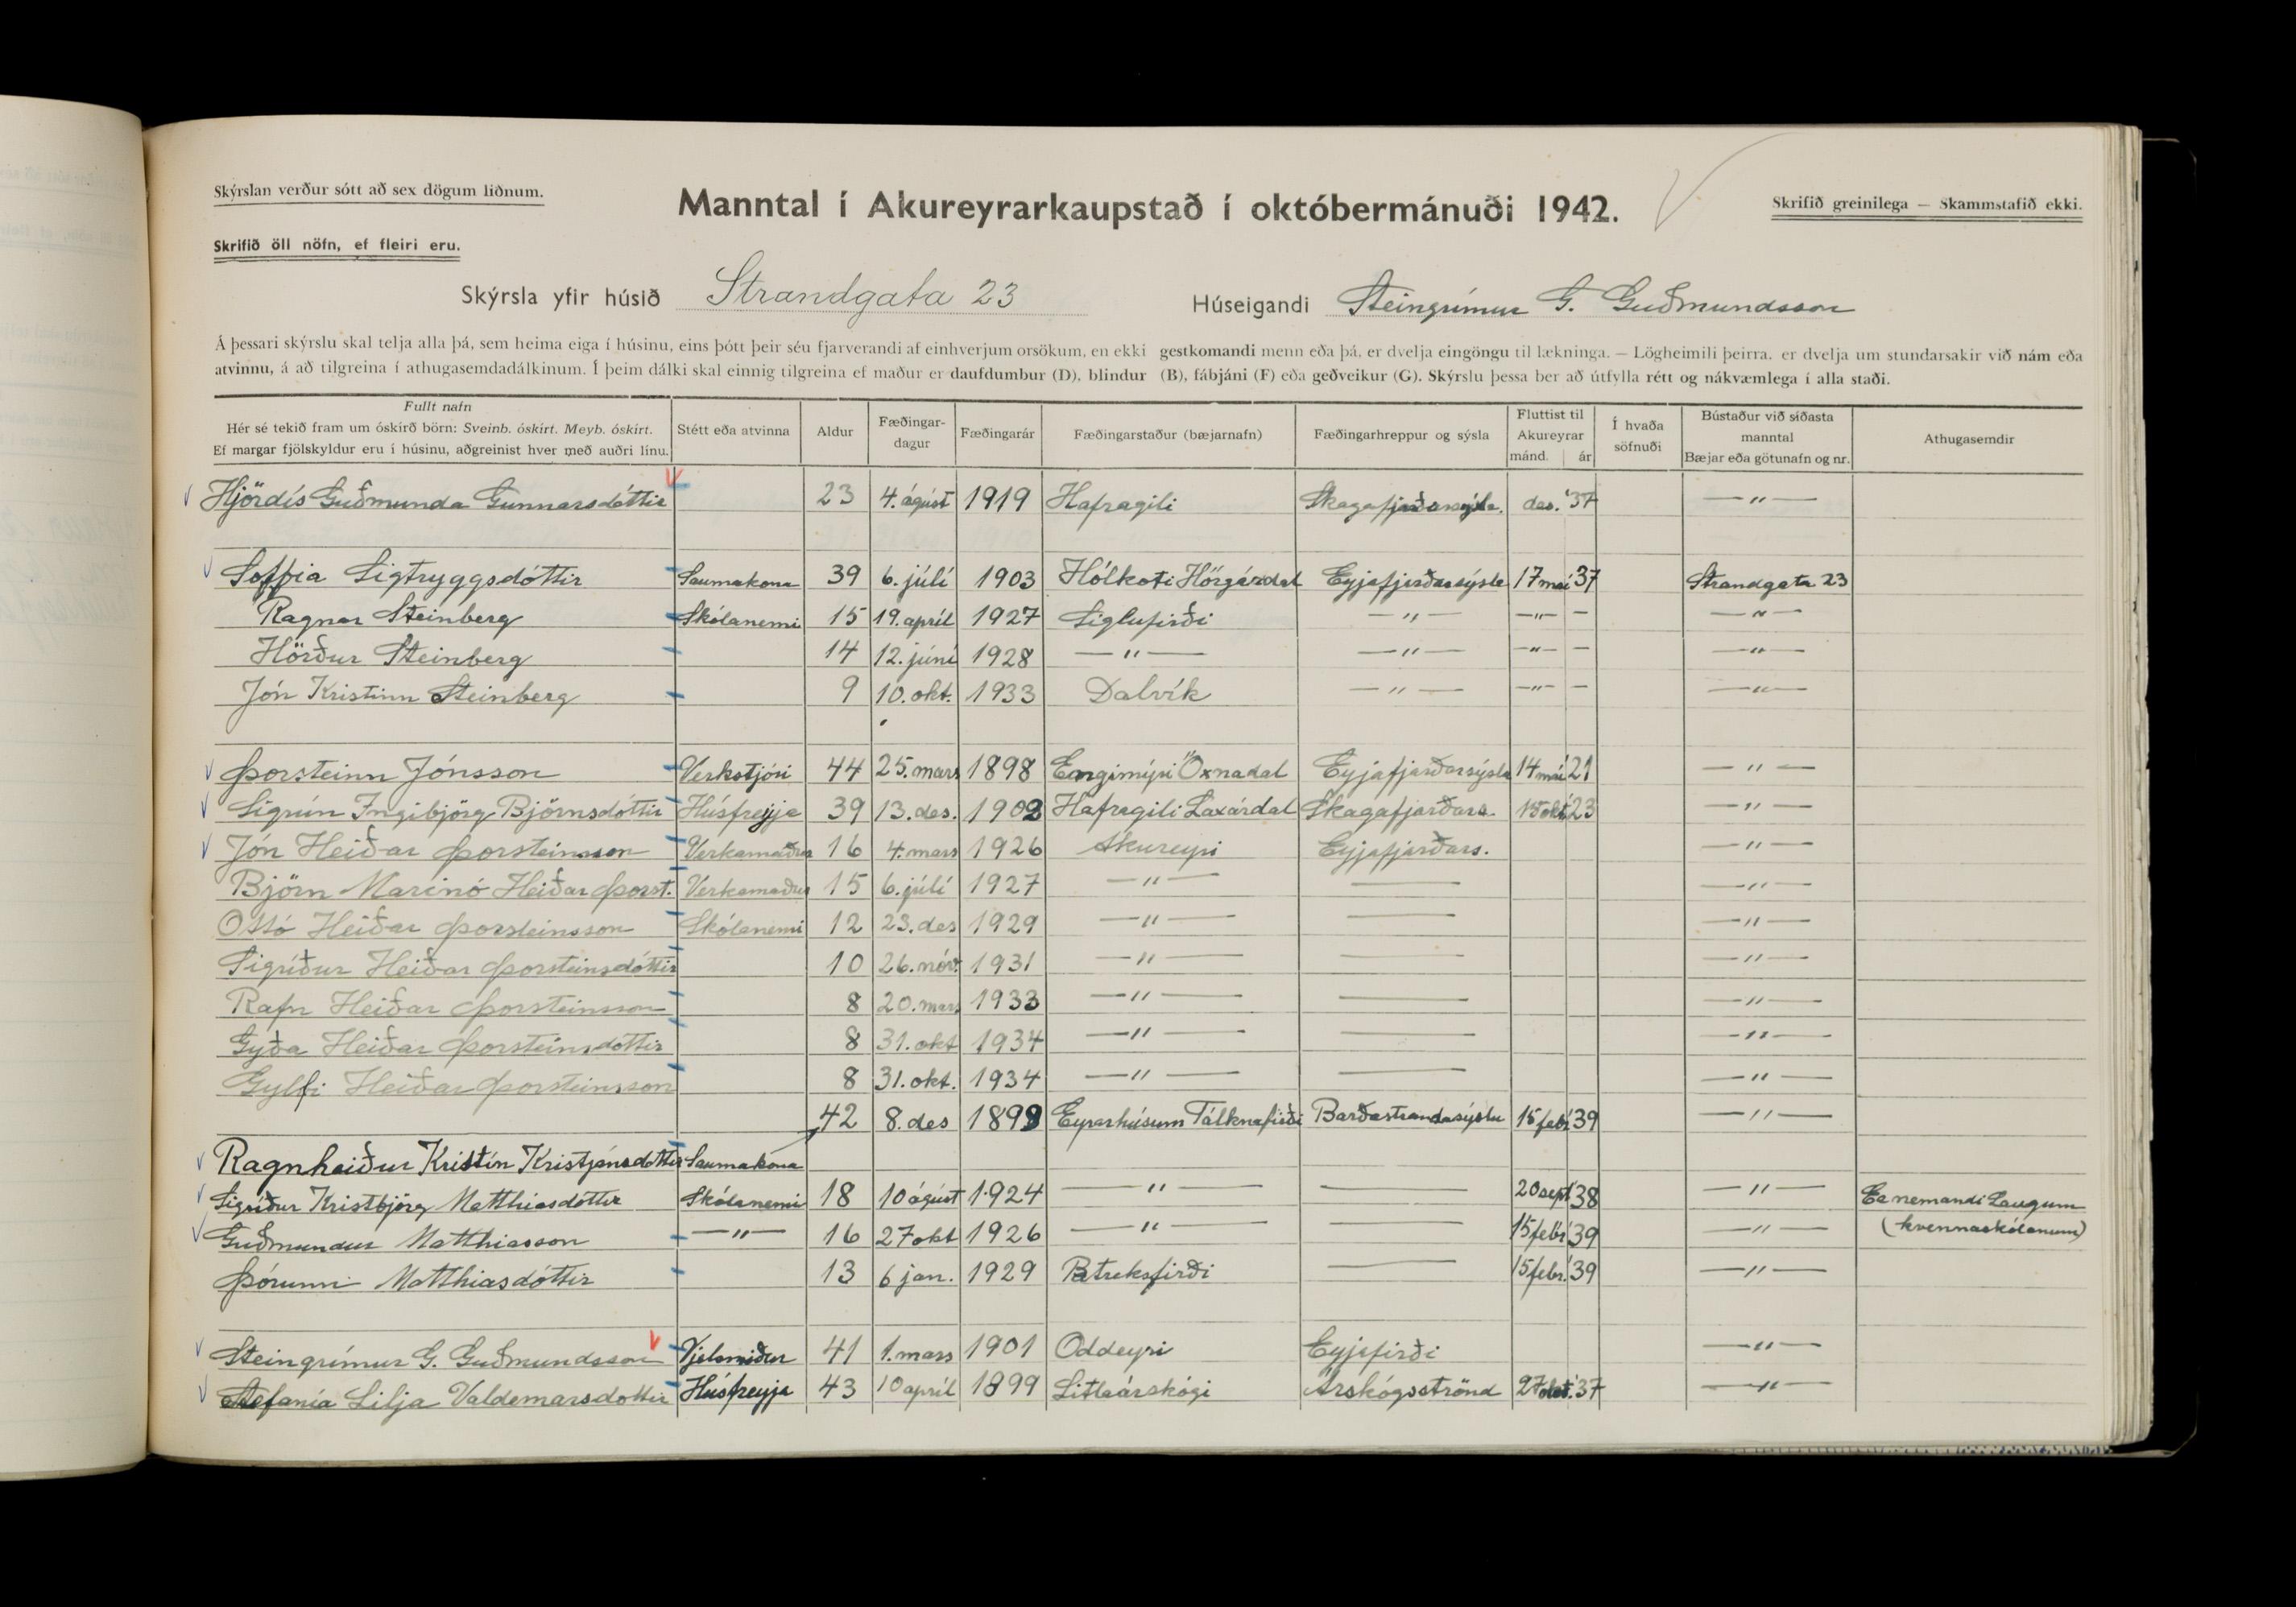 Skýrslan verður sótt að sex dögum liðnum.
Manntal í Akureyrarkaupstað í októbermánuði 1942.
Skrifið greinilega — Skammstafið ekki.
Skrifið öll nöfn, ef fleiri eru.
Skýrsla yfir húsið Strandgata 23 Húseigandi Steingrímur G. Guðmundsson
Á þessari skýrslu skal telja alla þá, sem heima eiga í húsinu, eins þótt þeir séu fjarverandi af einhverjum orsökum, en ekki gestkomandi menn eða þá, er dvelja eingöngu til lækninga. — Lögheimili þeirra, er dvelja um stundarsakir við nám eða
atvinnu, á að tilgreina í athugasemdadálkinum. Í þeim dálki skal einnig tilgreina ef maður er daufdumbur (D), blindur (B), fábjáni (F) eða geðveikur (G). Skýrslu þessa ber að útfylla rétt og nákvæmlega í alla staði.
Fullt nafn
Hér sé tekið fram um óskírð börn: Sveinb. óskírt. Meyb. óskírt.
Ef margar fjölskyldur eru í húsinu, aðgreinist hver með auðri línu.
Stétt eða atvinna
Aldur
Fæðingar-
dagur
Fæðingarár
Fæðingarstaður (bæjarnafn)
Fæðingarhreppur og sýsla
Fluttist til
Akureyrar
mánd. ár
Í hvaða
söfnuði
Bústaður við síðasta
manntal
Bæjar eða götunafn og nr.
Athugasemdir
Hjördís Guðmunda Gunnarsdóttir 23 4. ágúst 1919 Hafragili Skagafjarðarsýsla. des. '37 —"—
Soffia Sigtryggsdóttir Saumakona 39 6. júlí 1903 Hólkoti Hörgárdal Eyjafjarðarsýsla 17 maí 37 Strandgata 23
Ragnar Steinberg Skólanemi 15 19. apríl 1927 Siglufirði —"— —"— — —"—
Hörður Steinberg 14 12. júní 1928 —"— —"— —"— — —"—
Jón Kristinn Steinberg 9 10. okt. 1933 Dalvík —"— —"— — —"—
Þorsteinn Jónsson Verkstjóri 44 25. mars 1898 Engimýri Öxnadal Eyjafjarðarsýsla 14 maí 21 —"—
Sigrún Ingibjörg Björnsdóttir Húsfreyja 39 13. des. 1902 Hafragili Laxárdal Skagafjarðars. 15 okt. 23 —"—
Jón Heiðar Þorsteinsson Verkamaður 16 4. mars 1926 Akureyri Eyjafjarðars. —"—
Björn Marinó Heiðar Þorst. Verkamaður 15 6. júlí 1927 —"— — —"—
Ottó Heiðar Þorsteinsson Skólanemi 12 23. des 1929 —"— — —"—
Sigríður Heiðar Þorsteinsdóttir 10 26. nóv. 1931 —"— — —"—
Rafn Heiðar Þorsteinsson 8 20. mars 1933 —"— — —"—
Gyða Heiðar Þorsteinsdóttir 8 31. okt 1934 —"— — —"—
Gylfi Heiðar Þorsteinsson 8 31. okt. 1934 —"— — —"—
42 8. des 1899 Eyrarhúsum Tálknafirði Barðastrandasýslu 15 febr. 39 —"—
Ragnheiður Kristín Kristjánsdóttir Saumakona
Sigríður Kristbjörg Matthiasdóttir Skólanemi 18 10 ágúst 1924 —"— — 20 sept 38 —"— Er nemandi Laugum
Guðmundur Matthiasson —"— 16 27 okt 1926 —"— — 15 febr. 39 —"— (kvennaskólanum)
Þórunn Matthiasdóttir 13 6 jan. 1929 Patreksfirði — 15 febr. 39 —"—
Steingrímur G. Guðmundsson Vjelsmiður 41 1. mars 1901 Oddeyri Eyjafirði —"—
Stefanía Lilja Valdemarsdottir Húsfreyja 43 10 apríl 1899 Litlaárskógi Árskógsströnd 27 37 —"—